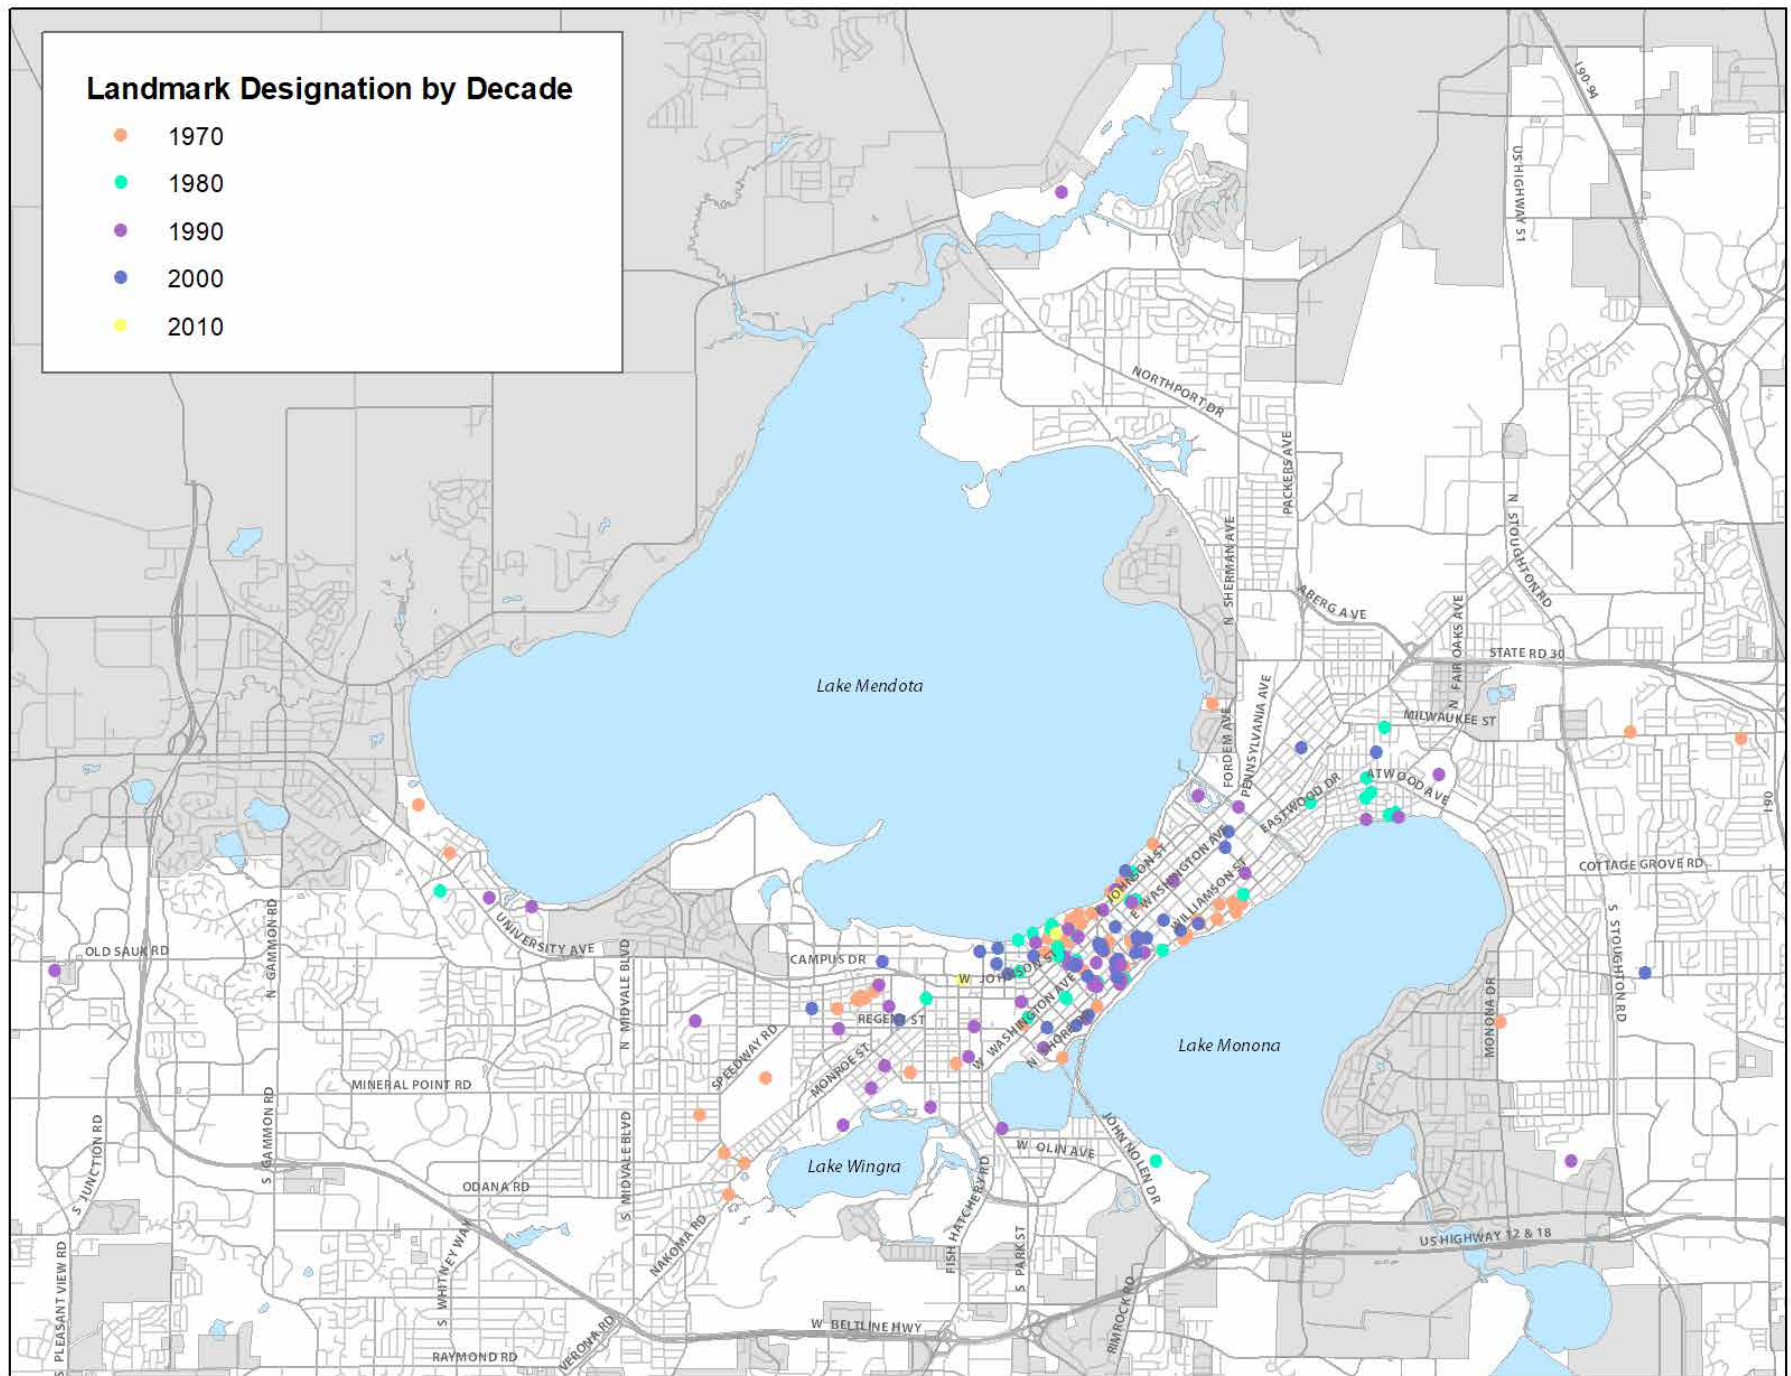 Landmark Designation by Decade
1970
1980
1990
2000
2010
I 90-94
US HIGHWAY 51
NORTHPORT DR
PACKERS AVE
N SHERMAN AVE
N STOUGHTON RD
ABERG AVE
N FAIR OAKS AVE
STATE RD 30
Lake Mendota
MILWAUKEE ST
FORDEM AVE
PENNSYLVANIA AVE
EASTWOOD DR
ATWOOD AVE
I 90
COTTAGE GROVE RD
JOHNSON ST
E WASHINGTON AVE
WILLIAMSON ST
OLD SAUK RD
N GAMMON RD
UNIVERSITY AVE
N MIDVALE BLVD
CAMPUS DR
W JOHNSON ST
S STOUGHTON RD
REGENT ST
W WASHINGTON AVE
N SHORE DR
MONONA DR
Lake Monona
SPEEDWAY RD
MONROE ST
MINERAL POINT RD
S GAMMON RD
S JUNCTION RD
S MIDVALE BLVD
JOHN NOLEN DR
W OLIN AVE
Lake Wingra
ODANA RD
FISH HATCHERY RD
S PARK ST
NAKOMA RD
S WHITNEY WAY
US HIGHWAY 12 & 18
S PLEASANT VIEW RD
RIMROCK RD
W BELTLINE HWY
VERONA RD
RAYMOND RD